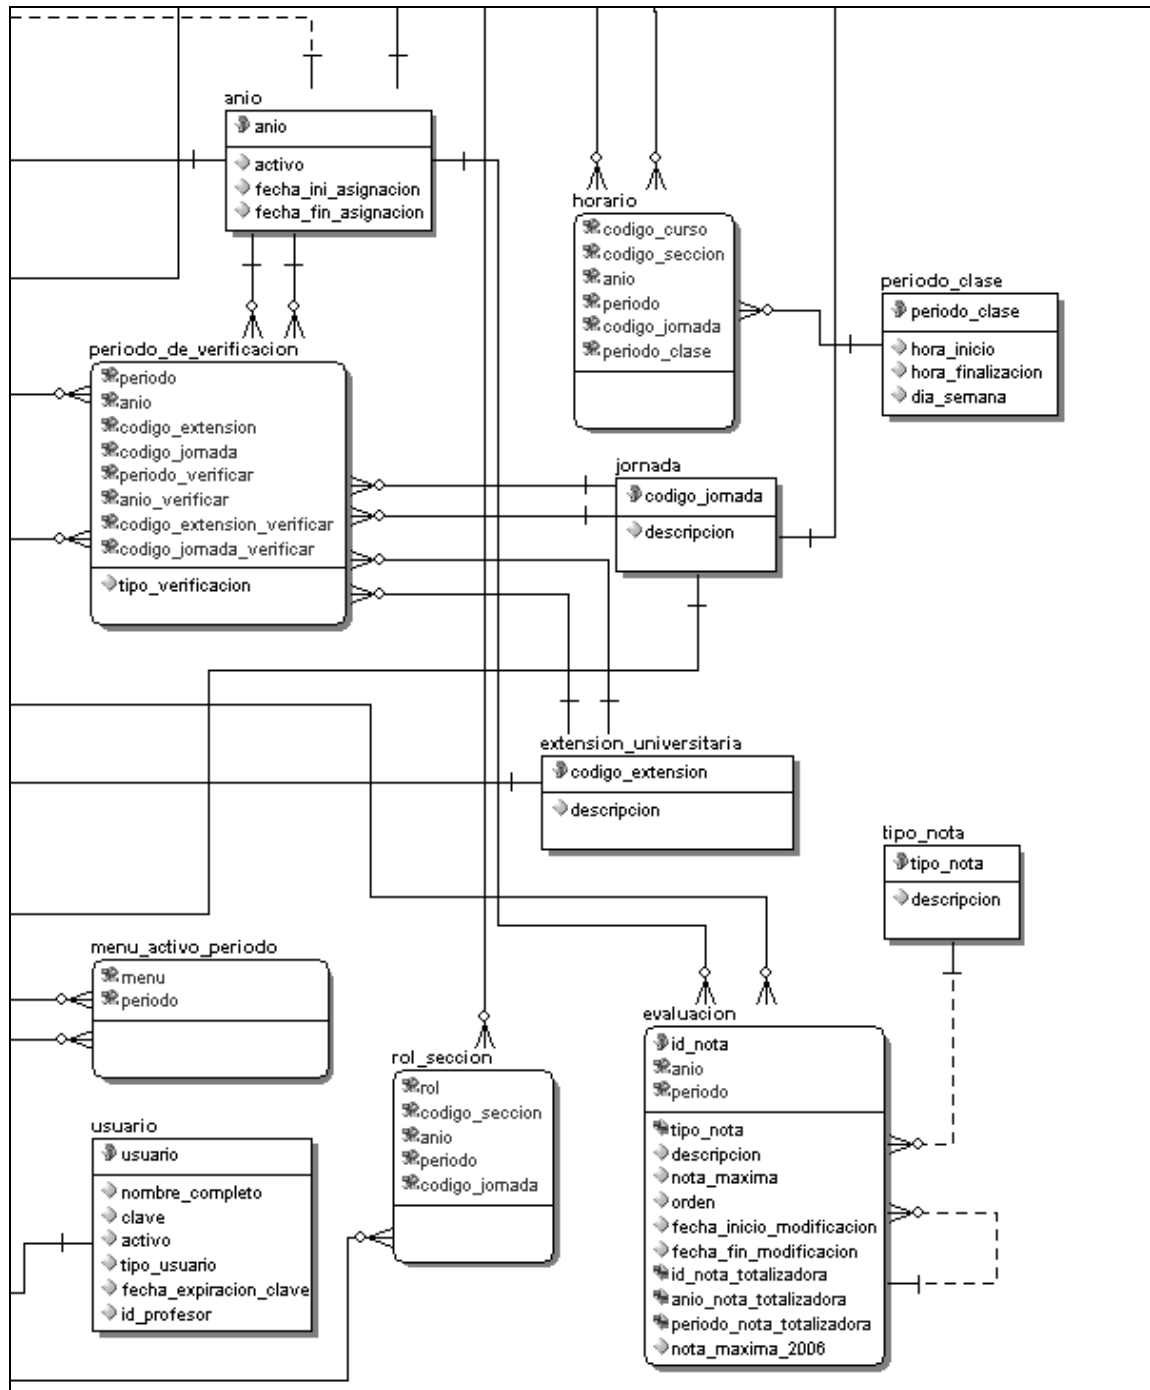 anio
anio
activo
fecha_ini_asignacion
fecha_fin_asignacion
horario
codigo_curso
codigo_seccion
anio
periodo
codigo_jornada
periodo_clase
periodo_clase
periodo_clase
hora_inicio
hora_finalizacion
dia_semana
periodo_de_verificacion
periodo
anio
codigo_extension
codigo_jornada
periodo_verificar
anio_verificar
codigo_extension_verificar
codigo_jornada_verificar
tipo_verificacion
jornada
codigo_jornada
descripcion
extension_universitaria
codigo_extension
descripcion
tipo_nota
tipo_nota
descripcion
menu_activo_periodo
menu
periodo
evaluacion
id_nota
anio
periodo
tipo_nota
descripcion
nota_maxima
orden
fecha_inicio_modificacion
fecha_fin_modificacion
id_nota_totalizadora
anio_nota_totalizadora
periodo_nota_totalizadora
nota_maxima_2006
rol_seccion
rol
codigo_seccion
anio
periodo
codigo_jornada
usuario
usuario
nombre_completo
clave
activo
tipo_usuario
fecha_expiracion_clave
id_profesor